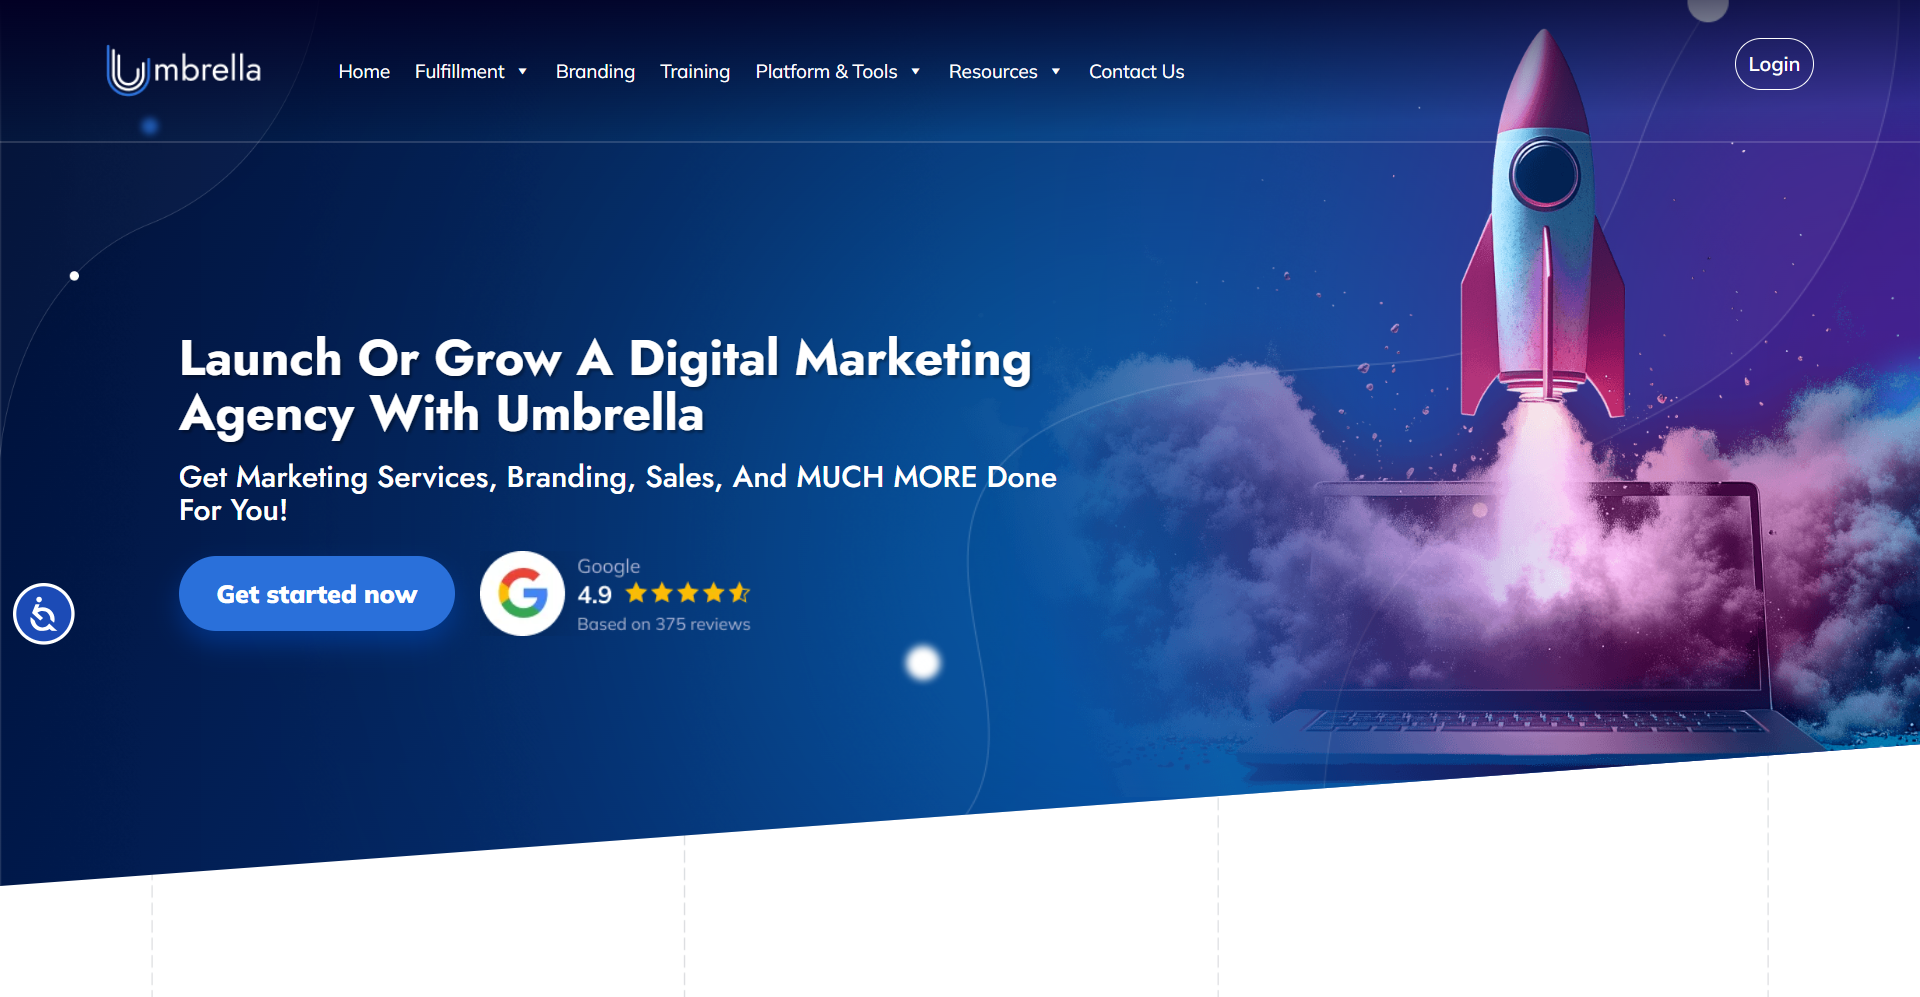 Umbrella
Home Fulfillment Branding Training Platform & Tools Resources Contact Us
Login
Launch Or Grow A Digital Marketing
Agency With Umbrella
Get Marketing Services, Branding, Sales, And MUCH MORE Done
For You!
Get started now
G
Google
4.9
Based on 375 reviews